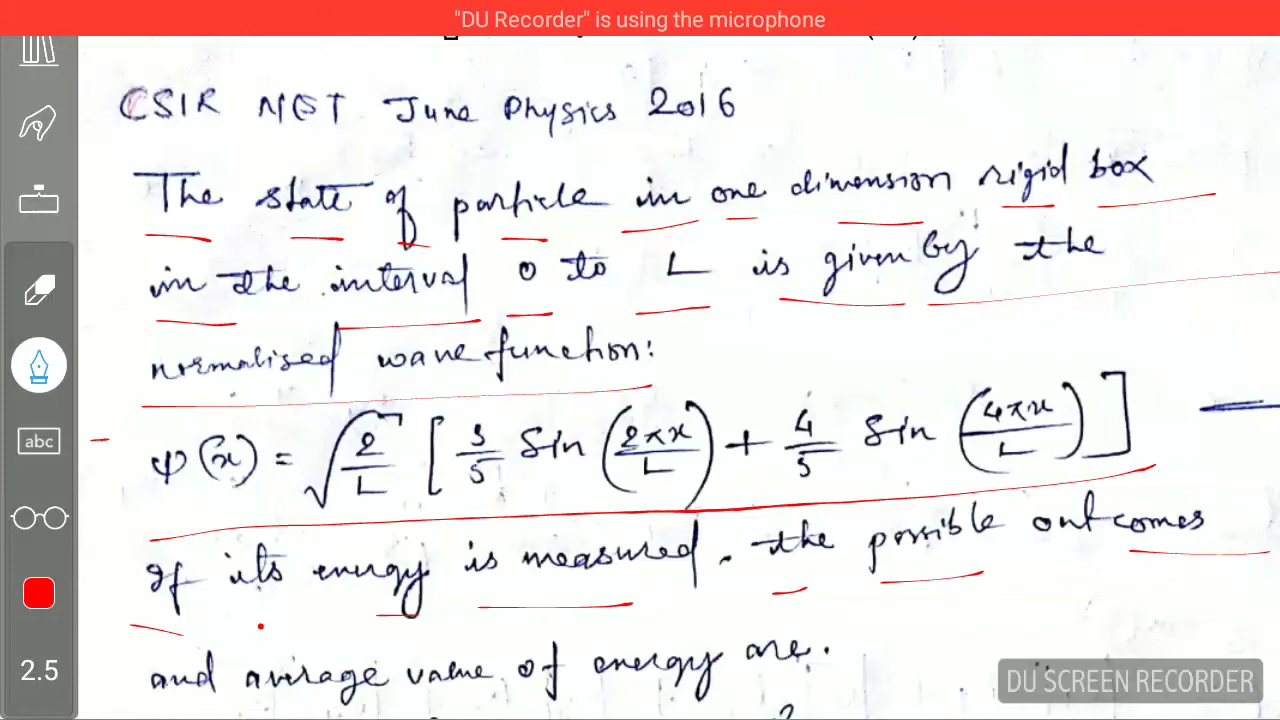 "DU Recorder" is using the microphone
CSIR NET June Physics 2016
The state of particle in one dimension rigid box
in the interval 0 to L is given by the
normalised wave function:
ψ(x) = √(2/L) [3/5 Sin (2πx/L) + 4/5 Sin (4πx/L)]
If its energy is measured, the possible outcomes
abc
and average value of energy are.
2.5
DU SCREEN RECORDER